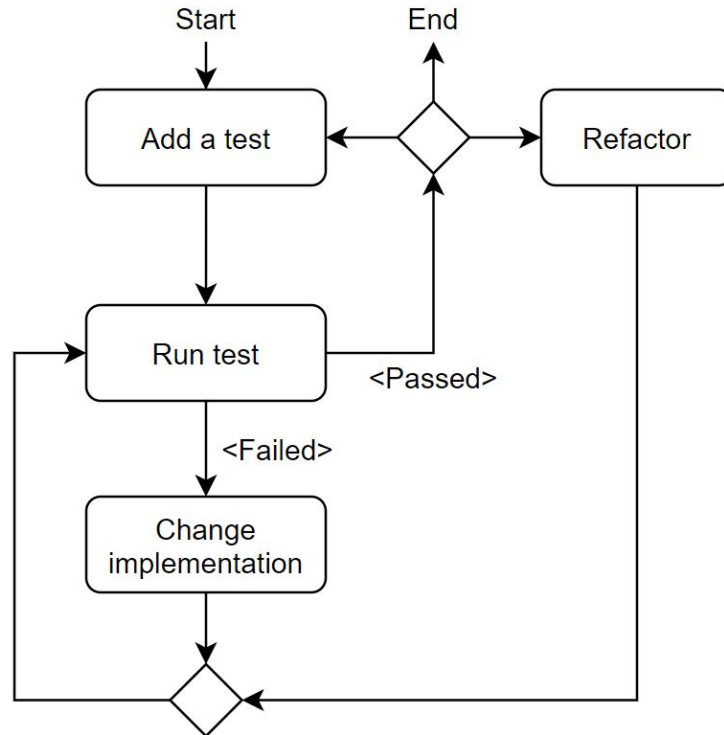 Start
End
Add a test
Refactor
Run test
<Passed>
<Failed>
Change
implementation